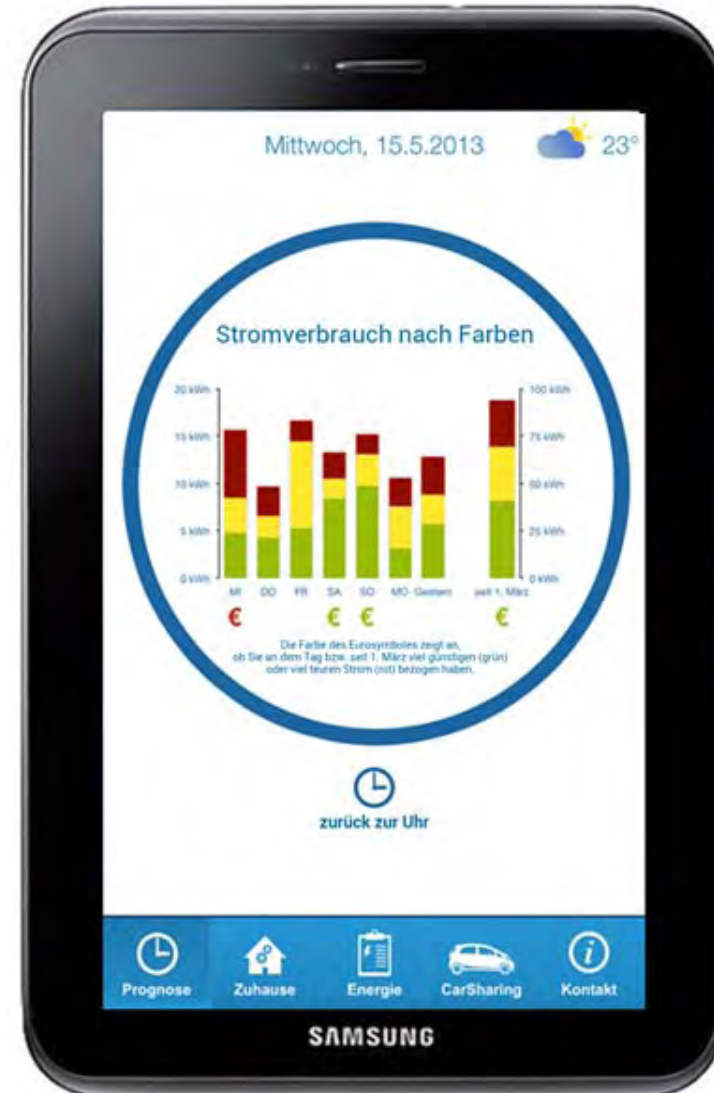 Mittwoch, 15.5.2013 23°
Stromverbrauch nach Farben
20 kWh 100 kWh
15 kWh 75 kWh
10 kWh 50 kWh
5 kWh 25 kWh
0 kWh 0 kWh
MI DO FR SA SO MO Gestern seit 1. März
€ € € €
Die Farbe des Eurosymboles zeigt an,
ob Sie an dem Tag bzw. seit 1. März viel günstigen (grün)
oder viel teuren Strom (rot) bezogen haben.
zurück zur Uhr
Prognose Zuhause Energie CarSharing Kontakt
SAMSUNG